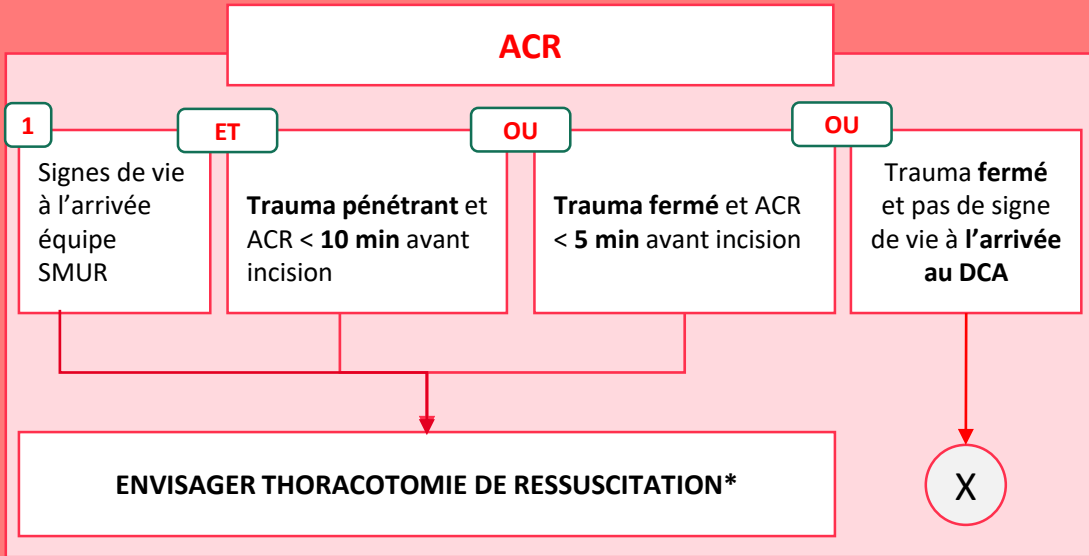 ACR
1
ET
OU
OU
Signes de vie
à l’arrivée
équipe
SMUR
Trauma pénétrant et
ACR < 10 min avant
incision
Trauma fermé et ACR
< 5 min avant incision
Trauma fermé
et pas de signe
de vie à l’arrivée
au DCA
ENVISAGER THORACOTOMIE DE RESSUSCITATION*
X